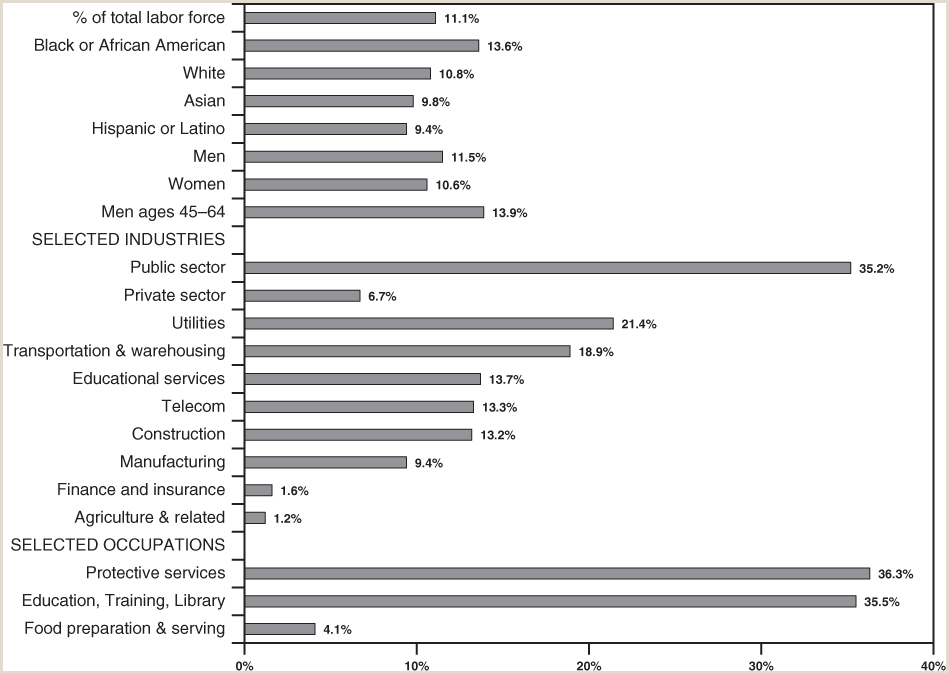 % of total labor force 11.1%
Black or African American 13.6%
White 10.8%
Asian 9.8%
Hispanic or Latino 9.4%
Men 11.5%
Women 10.6%
Men ages 45–64 13.9%
SELECTED INDUSTRIES
Public sector 35.2%
Private sector 6.7%
Utilities 21.4%
Transportation & warehousing 18.9%
Educational services 13.7%
Telecom 13.3%
Construction 13.2%
Manufacturing 9.4%
Finance and insurance 1.6%
Agriculture & related 1.2%
SELECTED OCCUPATIONS
Protective services 36.3%
Education, Training, Library 35.5%
Food preparation & serving 4.1%
0% 10% 20% 30% 40%